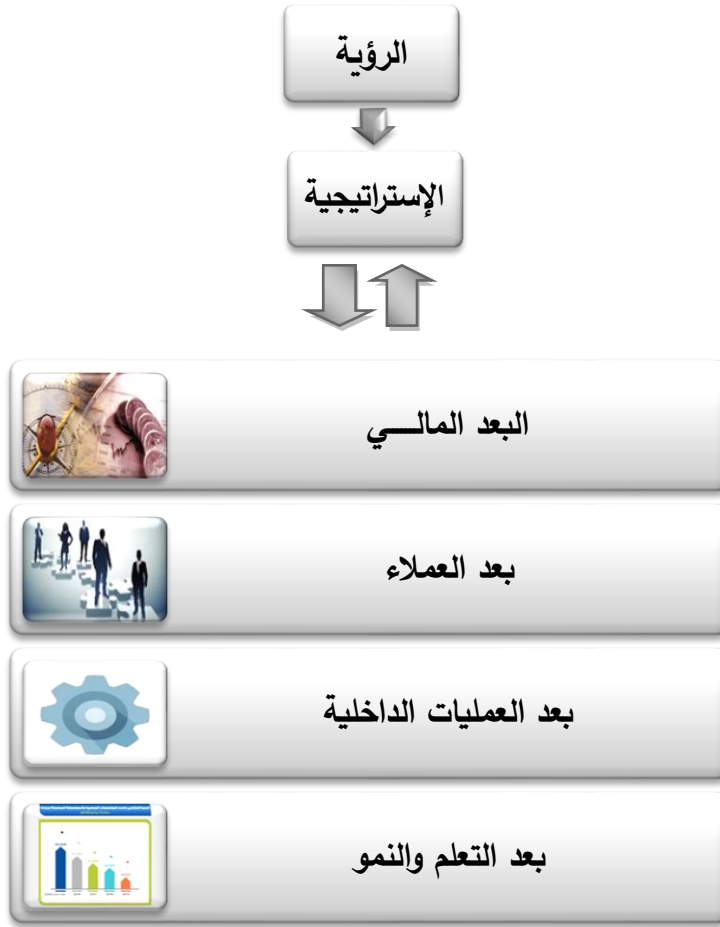 الرؤية
الإستراتيجية
البعد المالـــي
بعد العملاء
بعد العمليات الداخلية
بعد التعلم والنمو